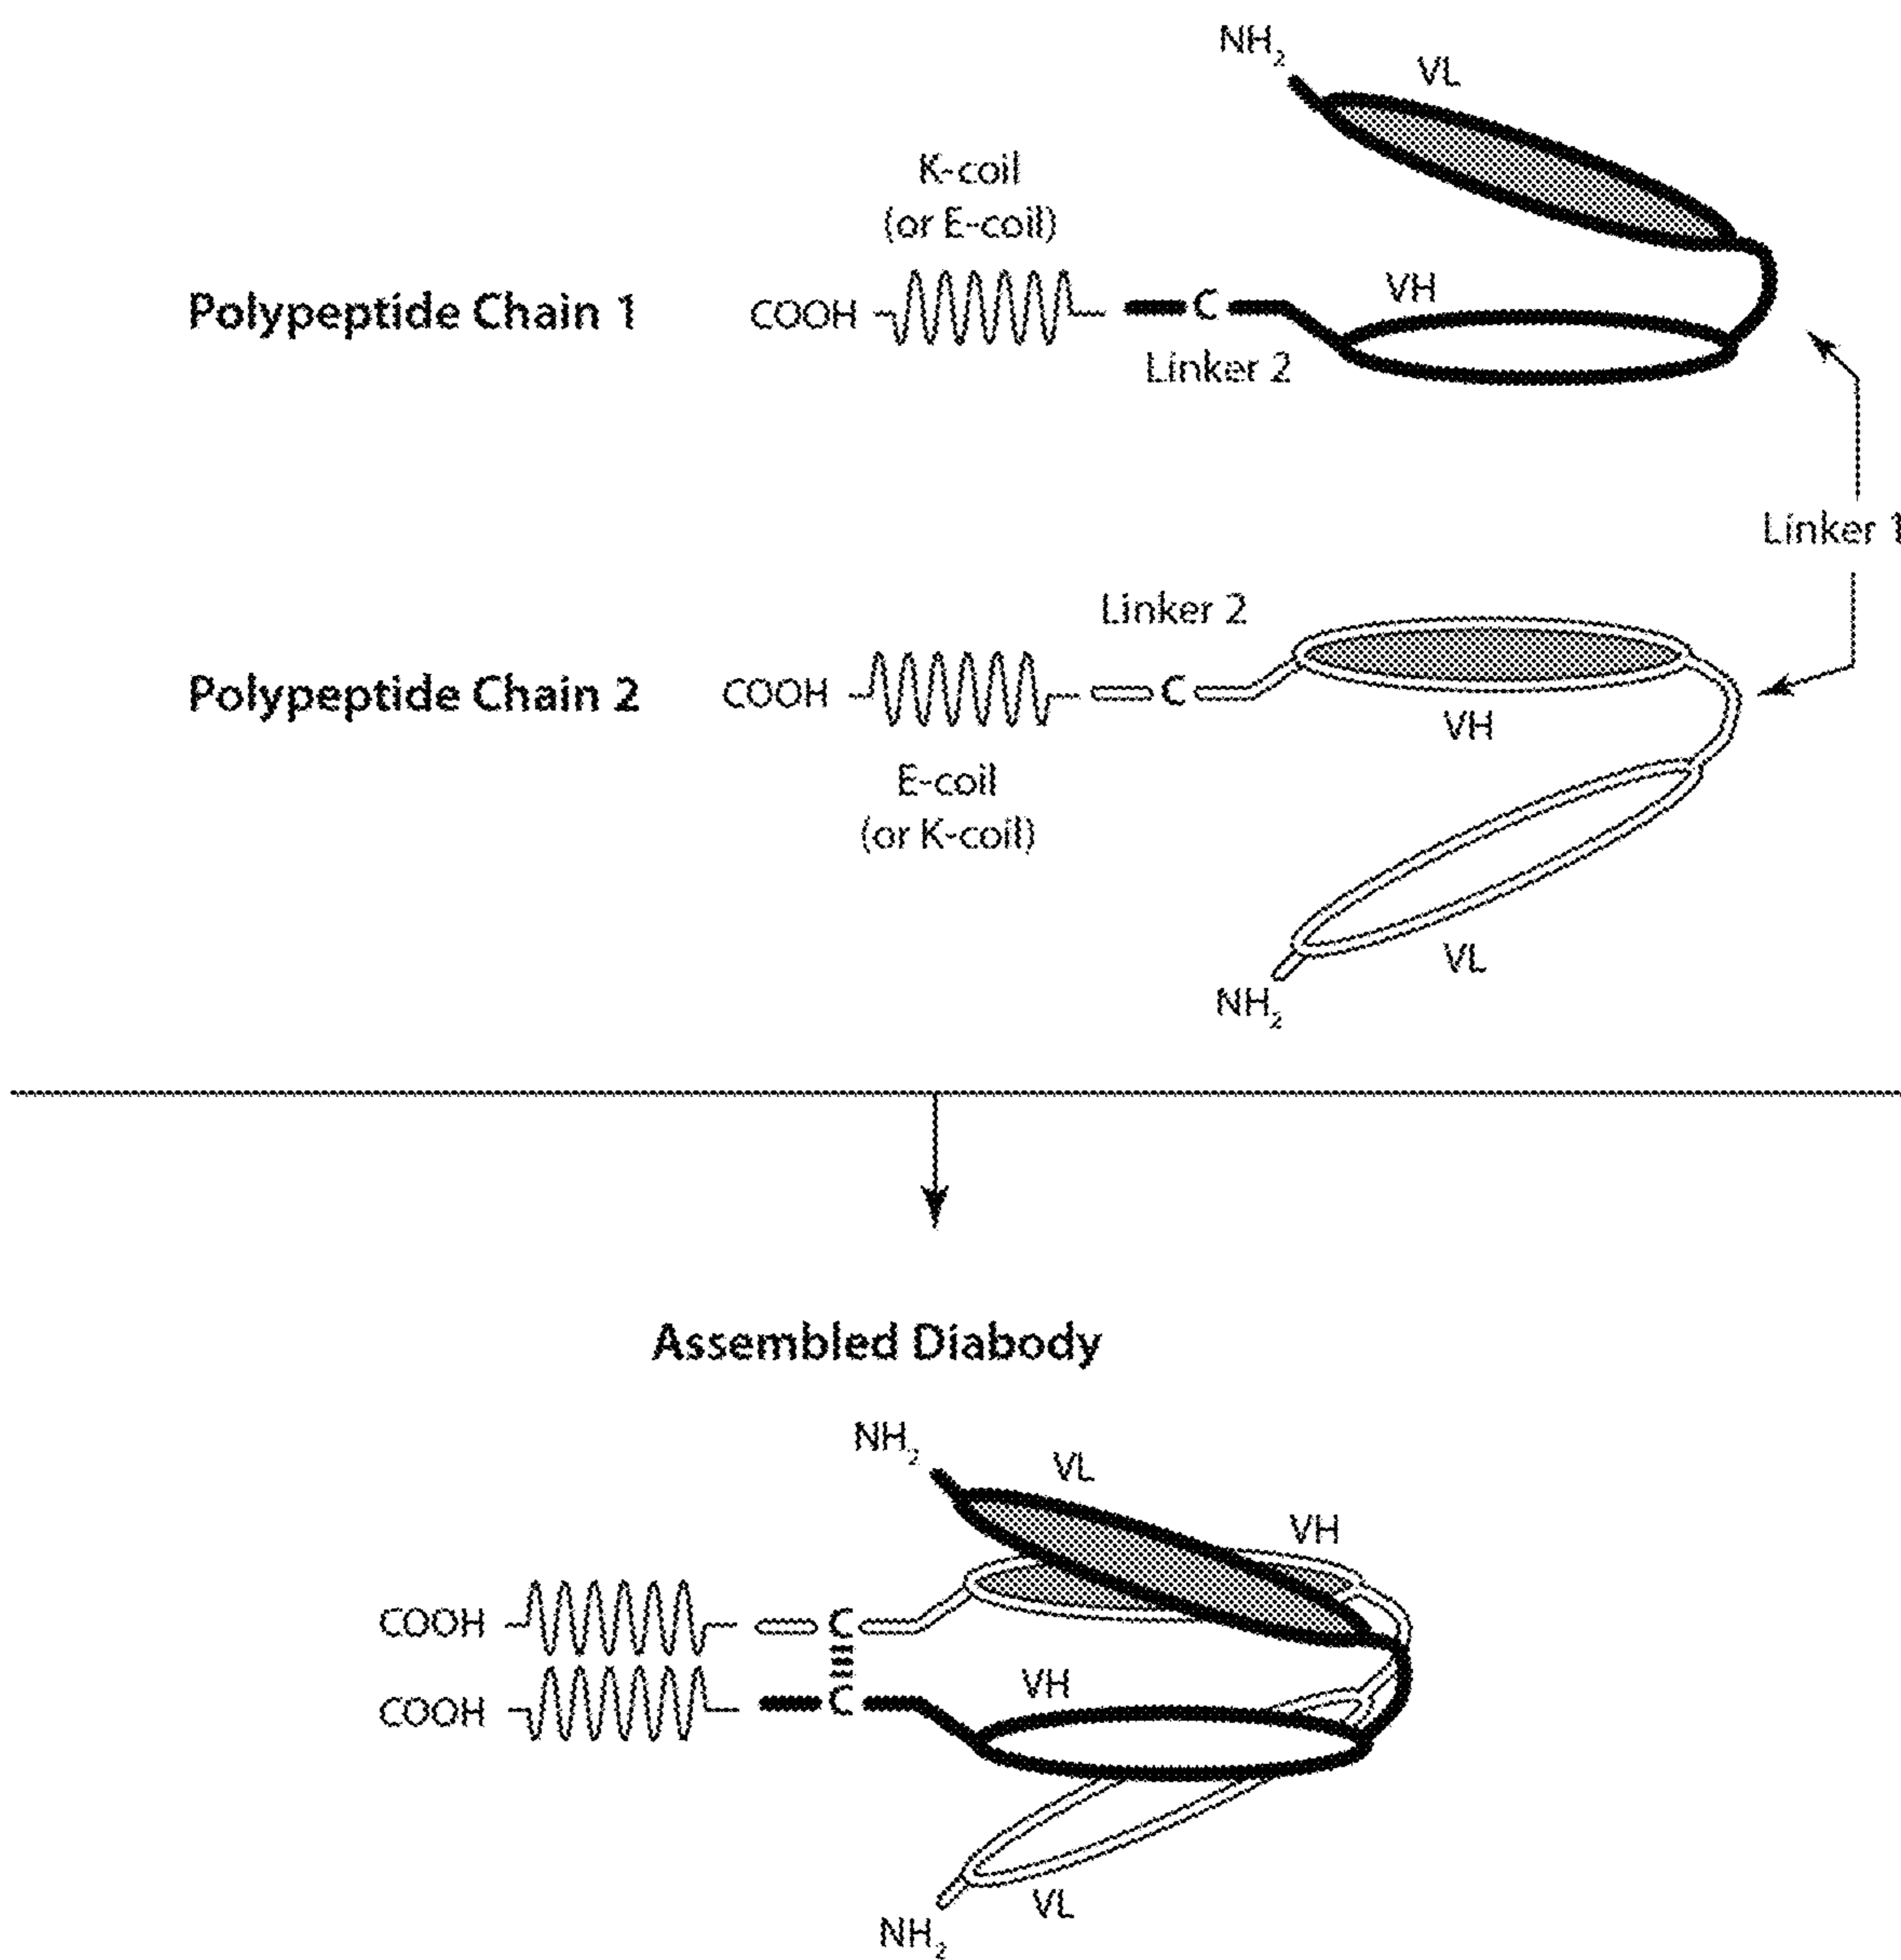 NH2
VL
K-coil
(or E-coil)
Polypeptide Chain 1
COOH
C
VH
Linker 2
Linker 1
Linker 2
Polypeptide Chain 2
COOH
C
VH
E-coil
(or K-coil)
VL
NH2
Assembled Diabody
NH2
VL
VH
COOH
C
COOH
C
VH
VL
NH2